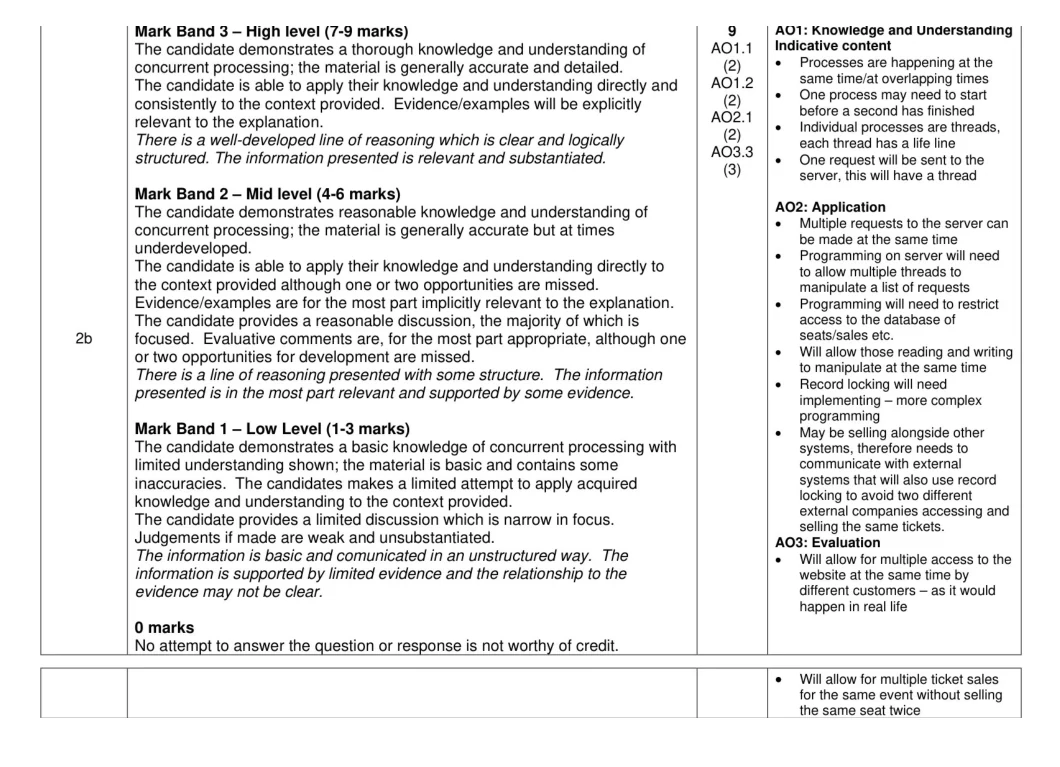 2b
Mark Band 3 – High level (7-9 marks)
The candidate demonstrates a thorough knowledge and understanding of
concurrent processing; the material is generally accurate and detailed.
The candidate is able to apply their knowledge and understanding directly and
consistently to the context provided.  Evidence/examples will be explicitly
relevant to the explanation.
There is a well-developed line of reasoning which is clear and logically
structured. The information presented is relevant and substantiated.
Mark Band 2 – Mid level (4-6 marks)
The candidate demonstrates reasonable knowledge and understanding of
concurrent processing; the material is generally accurate but at times
underdeveloped.
The candidate is able to apply their knowledge and understanding directly to
the context provided although one or two opportunities are missed.
Evidence/examples are for the most part implicitly relevant to the explanation.
The candidate provides a reasonable discussion, the majority of which is
focused.  Evaluative comments are, for the most part appropriate, although one
or two opportunities for development are missed.
There is a line of reasoning presented with some structure.  The information
presented is in the most part relevant and supported by some evidence.
Mark Band 1 – Low Level (1-3 marks)
The candidate demonstrates a basic knowledge of concurrent processing with
limited understanding shown; the material is basic and contains some
inaccuracies.  The candidates makes a limited attempt to apply acquired
knowledge and understanding to the context provided.
The candidate provides a limited discussion which is narrow in focus.
Judgements if made are weak and unsubstantiated.
The information is basic and comunicated in an unstructured way.  The
information is supported by limited evidence and the relationship to the
evidence may not be clear.
0 marks
No attempt to answer the question or response is not worthy of credit.
9
AO1.1
(2)
AO1.2
(2)
AO2.1
(2)
AO3.3
(3)
AO1: Knowledge and Understanding
Indicative content
• Processes are happening at the
same time/at overlapping times
• One process may need to start
before a second has finished
• Individual processes are threads,
each thread has a life line
• One request will be sent to the
server, this will have a thread
AO2: Application
• Multiple requests to the server can
be made at the same time
• Programming on server will need
to allow multiple threads to
manipulate a list of requests
• Programming will need to restrict
access to the database of
seats/sales etc.
• Will allow those reading and writing
to manipulate at the same time
• Record locking will need
implementing – more complex
programming
• May be selling alongside other
systems, therefore needs to
communicate with external
systems that will also use record
locking to avoid two different
external companies accessing and
selling the same tickets.
AO3: Evaluation
• Will allow for multiple access to the
website at the same time by
different customers – as it would
happen in real life
• Will allow for multiple ticket sales
for the same event without selling
the same seat twice